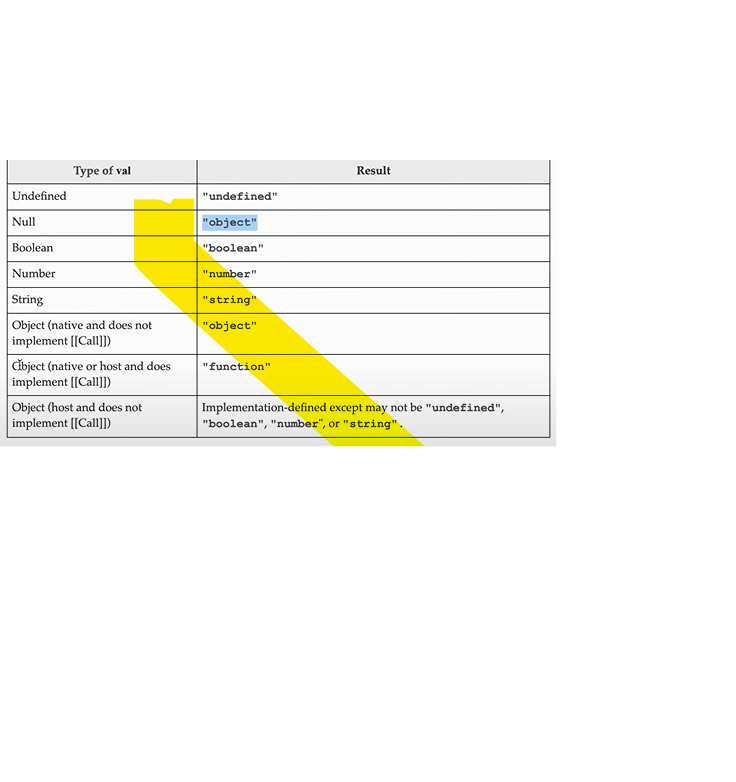 Type of val Result
Undefined "undefined"
Null "object"
Boolean "boolean"
Number "number"
String "string"
Object (native and does not "object"
implement [[Call]])
Object (native or host and does "function"
implement [[Call]])
Object (host and does not Implementation-defined except may not be "undefined",
implement [[Call]]) "boolean", "number", or "string".